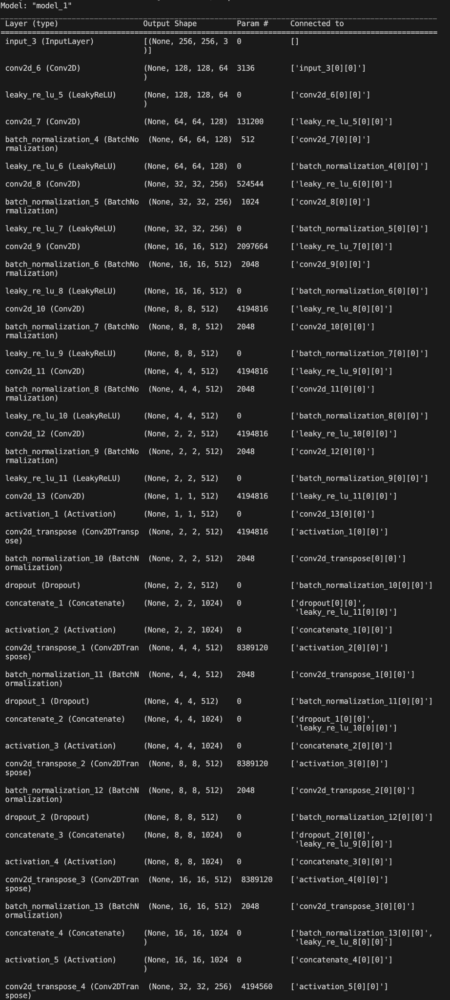 Model: "model_1"
__________________________________________________________________________________________________
 Layer (type)                   Output Shape         Param #     Connected to
==================================================================================================
 input_3 (InputLayer)           [(None, 256, 256, 3  0           []
                                )]
 conv2d_6 (Conv2D)              (None, 128, 128, 64  3136        ['input_3[0][0]']
                                )
 leaky_re_lu_5 (LeakyReLU)      (None, 128, 128, 64  0           ['conv2d_6[0][0]']
                                )
 conv2d_7 (Conv2D)              (None, 64, 64, 128)  131200      ['leaky_re_lu_5[0][0]']
 batch_normalization_4 (BatchNo  (None, 64, 64, 128)  512        ['conv2d_7[0][0]']
 rmalization)
 leaky_re_lu_6 (LeakyReLU)      (None, 64, 64, 128)  0           ['batch_normalization_4[0][0]']
 conv2d_8 (Conv2D)              (None, 32, 32, 256)  524544      ['leaky_re_lu_6[0][0]']
 batch_normalization_5 (BatchNo  (None, 32, 32, 256)  1024       ['conv2d_8[0][0]']
 rmalization)
 leaky_re_lu_7 (LeakyReLU)      (None, 32, 32, 256)  0           ['batch_normalization_5[0][0]']
 conv2d_9 (Conv2D)              (None, 16, 16, 512)  2097664     ['leaky_re_lu_7[0][0]']
 batch_normalization_6 (BatchNo  (None, 16, 16, 512)  2048       ['conv2d_9[0][0]']
 rmalization)
 leaky_re_lu_8 (LeakyReLU)      (None, 16, 16, 512)  0           ['batch_normalization_6[0][0]']
 conv2d_10 (Conv2D)             (None, 8, 8, 512)    4194816     ['leaky_re_lu_8[0][0]']
 batch_normalization_7 (BatchNo  (None, 8, 8, 512)   2048        ['conv2d_10[0][0]']
 rmalization)
 leaky_re_lu_9 (LeakyReLU)      (None, 8, 8, 512)    0           ['batch_normalization_7[0][0]']
 conv2d_11 (Conv2D)             (None, 4, 4, 512)    4194816     ['leaky_re_lu_9[0][0]']
 batch_normalization_8 (BatchNo  (None, 4, 4, 512)   2048        ['conv2d_11[0][0]']
 rmalization)
 leaky_re_lu_10 (LeakyReLU)     (None, 4, 4, 512)    0           ['batch_normalization_8[0][0]']
 conv2d_12 (Conv2D)             (None, 2, 2, 512)    4194816     ['leaky_re_lu_10[0][0]']
 batch_normalization_9 (BatchNo  (None, 2, 2, 512)   2048        ['conv2d_12[0][0]']
 rmalization)
 leaky_re_lu_11 (LeakyReLU)     (None, 2, 2, 512)    0           ['batch_normalization_9[0][0]']
 conv2d_13 (Conv2D)             (None, 1, 1, 512)    4194816     ['leaky_re_lu_11[0][0]']
 activation_1 (Activation)      (None, 1, 1, 512)    0           ['conv2d_13[0][0]']
 conv2d_transpose (Conv2DTransp  (None, 2, 2, 512)   4194816     ['activation_1[0][0]']
 ose)
 batch_normalization_10 (BatchN  (None, 2, 2, 512)   2048        ['conv2d_transpose[0][0]']
 ormalization)
 dropout (Dropout)              (None, 2, 2, 512)    0           ['batch_normalization_10[0][0]']
 concatenate_1 (Concatenate)    (None, 2, 2, 1024)   0           ['dropout[0][0]',
                                                                  'leaky_re_lu_11[0][0]']
 activation_2 (Activation)      (None, 2, 2, 1024)   0           ['concatenate_1[0][0]']
 conv2d_transpose_1 (Conv2DTran  (None, 4, 4, 512)   8389120     ['activation_2[0][0]']
 spose)
 batch_normalization_11 (BatchN  (None, 4, 4, 512)   2048        ['conv2d_transpose_1[0][0]']
 ormalization)
 dropout_1 (Dropout)            (None, 4, 4, 512)    0           ['batch_normalization_11[0][0]']
 concatenate_2 (Concatenate)    (None, 4, 4, 1024)   0           ['dropout_1[0][0]',
                                                                  'leaky_re_lu_10[0][0]']
 activation_3 (Activation)      (None, 4, 4, 1024)   0           ['concatenate_2[0][0]']
 conv2d_transpose_2 (Conv2DTran  (None, 8, 8, 512)   8389120     ['activation_3[0][0]']
 spose)
 batch_normalization_12 (BatchN  (None, 8, 8, 512)   2048        ['conv2d_transpose_2[0][0]']
 ormalization)
 dropout_2 (Dropout)            (None, 8, 8, 512)    0           ['batch_normalization_12[0][0]']
 concatenate_3 (Concatenate)    (None, 8, 8, 1024)   0           ['dropout_2[0][0]',
                                                                  'leaky_re_lu_9[0][0]']
 activation_4 (Activation)      (None, 8, 8, 1024)   0           ['concatenate_3[0][0]']
 conv2d_transpose_3 (Conv2DTran  (None, 16, 16, 512)  8389120    ['activation_4[0][0]']
 spose)
 batch_normalization_13 (BatchN  (None, 16, 16, 512)  2048       ['conv2d_transpose_3[0][0]']
 ormalization)
 concatenate_4 (Concatenate)    (None, 16, 16, 1024  0           ['batch_normalization_13[0][0]',
                                )                                 'leaky_re_lu_8[0][0]']
 activation_5 (Activation)      (None, 16, 16, 1024  0           ['concatenate_4[0][0]']
                                )
 conv2d_transpose_4 (Conv2DTran  (None, 32, 32, 256)  4194560    ['activation_5[0][0]']
 spose)